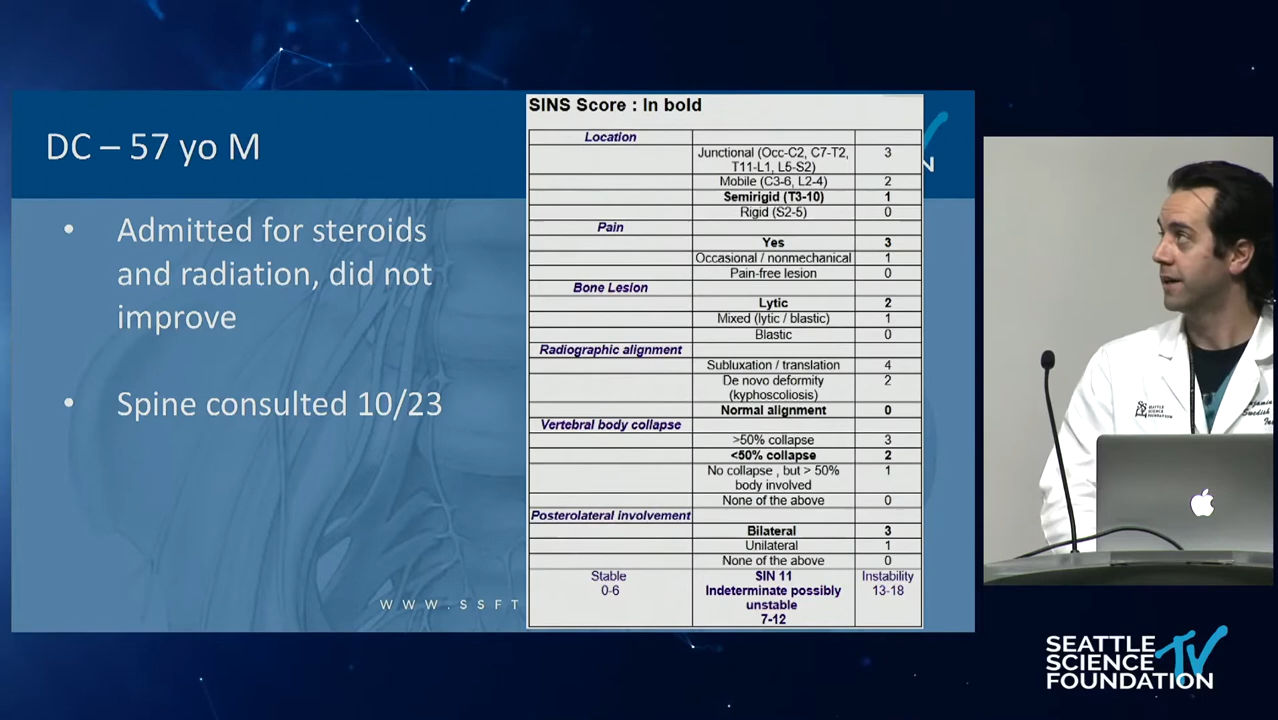 DC – 57 yo M
• Admitted for steroids
and radiation, did not
improve
• Spine consulted 10/23
WWW.SSFT
SINS Score : In bold
Location
Junctional (Occ-C2, C7-T2, 3
T11-L1, L5-S2)
Mobile (C3-6, L2-4) 2
Semirigid (T3-10) 1
Rigid (S2-5) 0
Pain
Yes 3
Occasional / nonmechanical 1
Pain-free lesion 0
Bone Lesion
Lytic 2
Mixed (lytic / blastic) 1
Blastic 0
Radiographic alignment
Subluxation / translation 4
De novo deformity 2
(kyphoscoliosis)
Normal alignment 0
Vertebral body collapse
>50% collapse 3
<50% collapse 2
No collapse , but > 50% 1
body involved
None of the above 0
Posterolateral involvement
Bilateral 3
Unilateral 1
None of the above 0
Stable SIN 11 Instability
0-6 Indeterminate possibly 13-18
unstable
7-12
SEATTLE
SCIENCE
FOUNDATION
Swedish
SEATTLE
SCIENCE TV
FOUNDATION